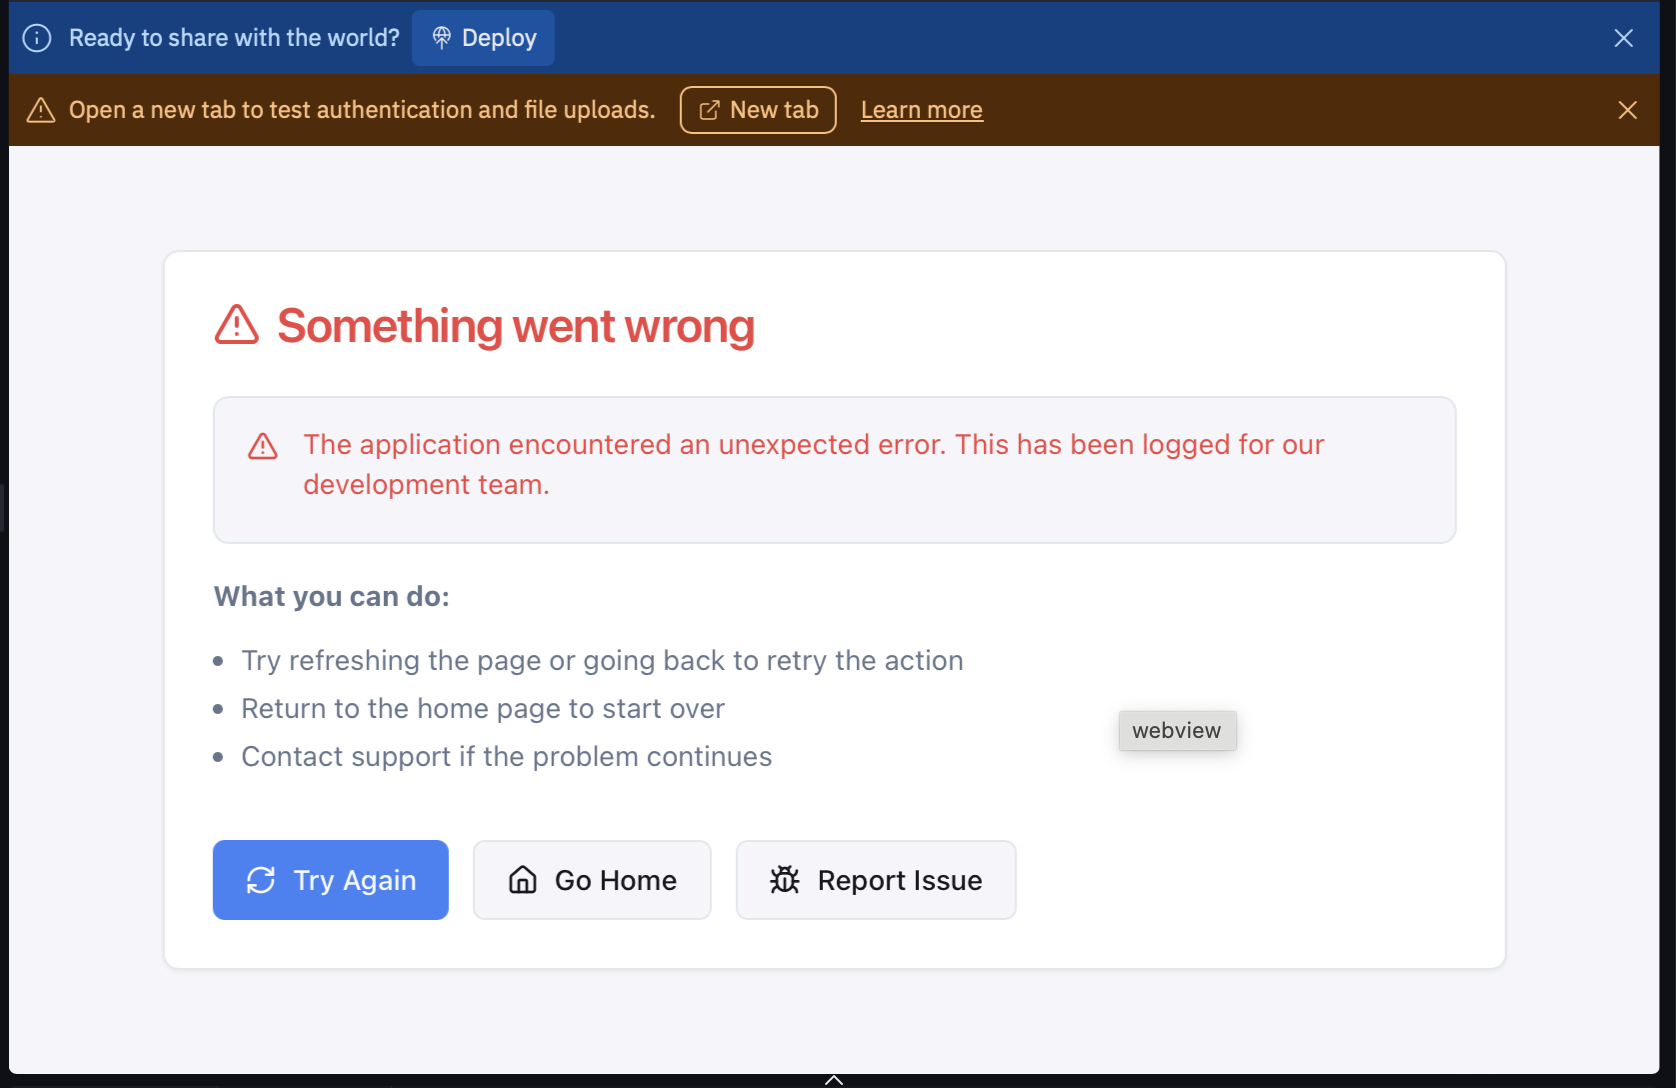 Ready to share with the world? Deploy
Open a new tab to test authentication and file uploads. New tab Learn more
Something went wrong
The application encountered an unexpected error. This has been logged for our
development team.
What you can do:
Try refreshing the page or going back to retry the action
Return to the home page to start over
webview
Contact support if the problem continues
Try Again Go Home Report Issue